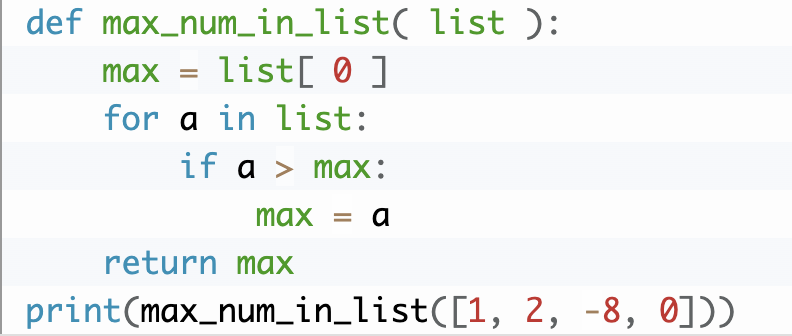 def max_num_in_list( list ):
    max = list[ 0 ]
    for a in list:
        if a > max:
            max = a
    return max
print(max_num_in_list([1, 2, -8, 0]))